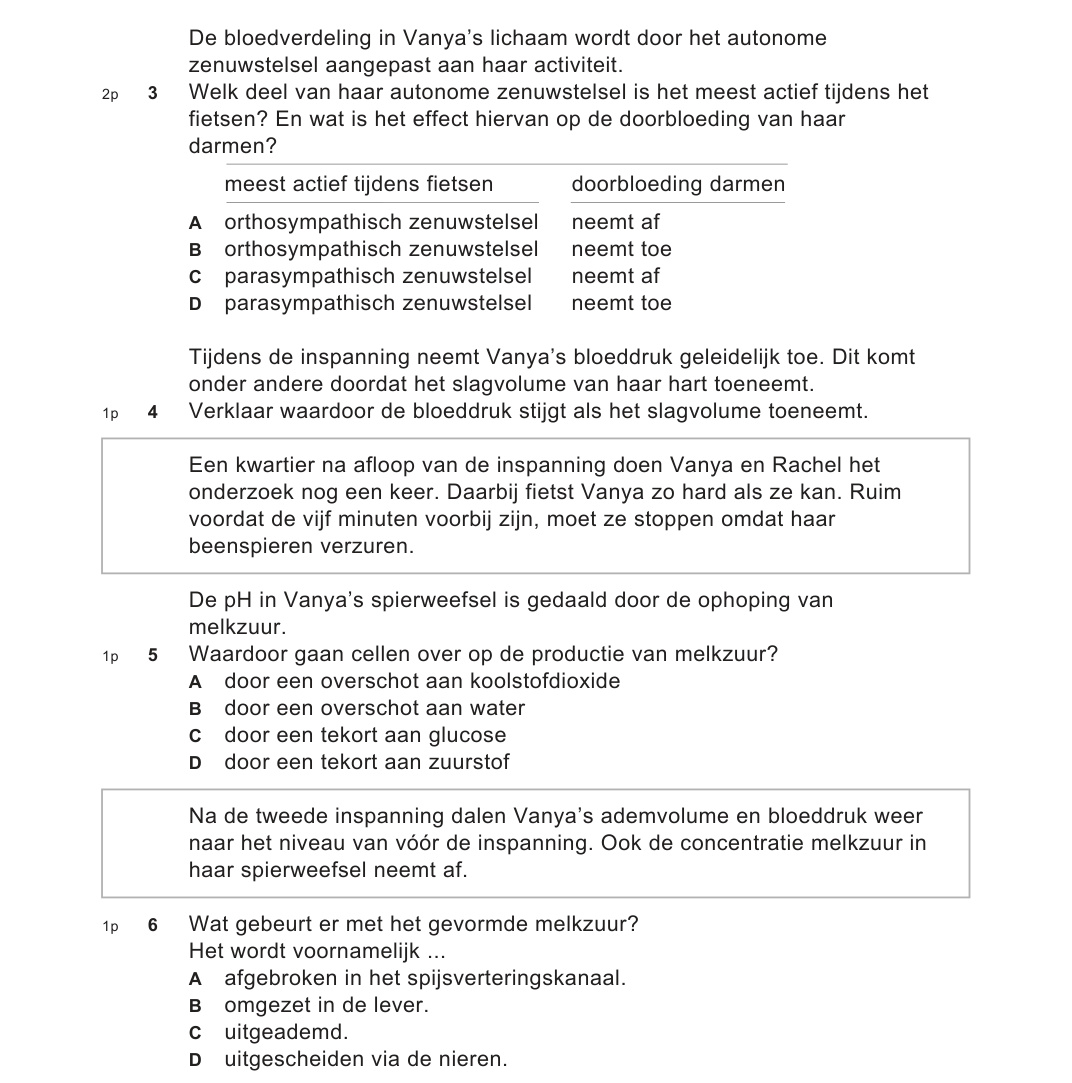 De bloedverdeling in Vanya’s lichaam wordt door het autonome
zenuwstelsel aangepast aan haar activiteit.
2p 3 Welk deel van haar autonome zenuwstelsel is het meest actief tijdens het
fietsen? En wat is het effect hiervan op de doorbloeding van haar
darmen?
meest actief tijdens fietsen doorbloeding darmen
A orthosympathisch zenuwstelsel neemt af
B orthosympathisch zenuwstelsel neemt toe
C parasympathisch zenuwstelsel neemt af
D parasympathisch zenuwstelsel neemt toe
Tijdens de inspanning neemt Vanya’s bloeddruk geleidelijk toe. Dit komt
onder andere doordat het slagvolume van haar hart toeneemt.
1p 4 Verklaar waardoor de bloeddruk stijgt als het slagvolume toeneemt.
Een kwartier na afloop van de inspanning doen Vanya en Rachel het
onderzoek nog een keer. Daarbij fietst Vanya zo hard als ze kan. Ruim
voordat de vijf minuten voorbij zijn, moet ze stoppen omdat haar
beenspieren verzuren.
De pH in Vanya’s spierweefsel is gedaald door de ophoping van
melkzuur.
1p 5 Waardoor gaan cellen over op de productie van melkzuur?
A door een overschot aan koolstofdioxide
B door een overschot aan water
C door een tekort aan glucose
D door een tekort aan zuurstof
Na de tweede inspanning dalen Vanya’s ademvolume en bloeddruk weer
naar het niveau van vóór de inspanning. Ook de concentratie melkzuur in
haar spierweefsel neemt af.
1p 6 Wat gebeurt er met het gevormde melkzuur?
Het wordt voornamelijk ...
A afgebroken in het spijsverteringskanaal.
B omgezet in de lever.
C uitgeademd.
D uitgescheiden via de nieren.